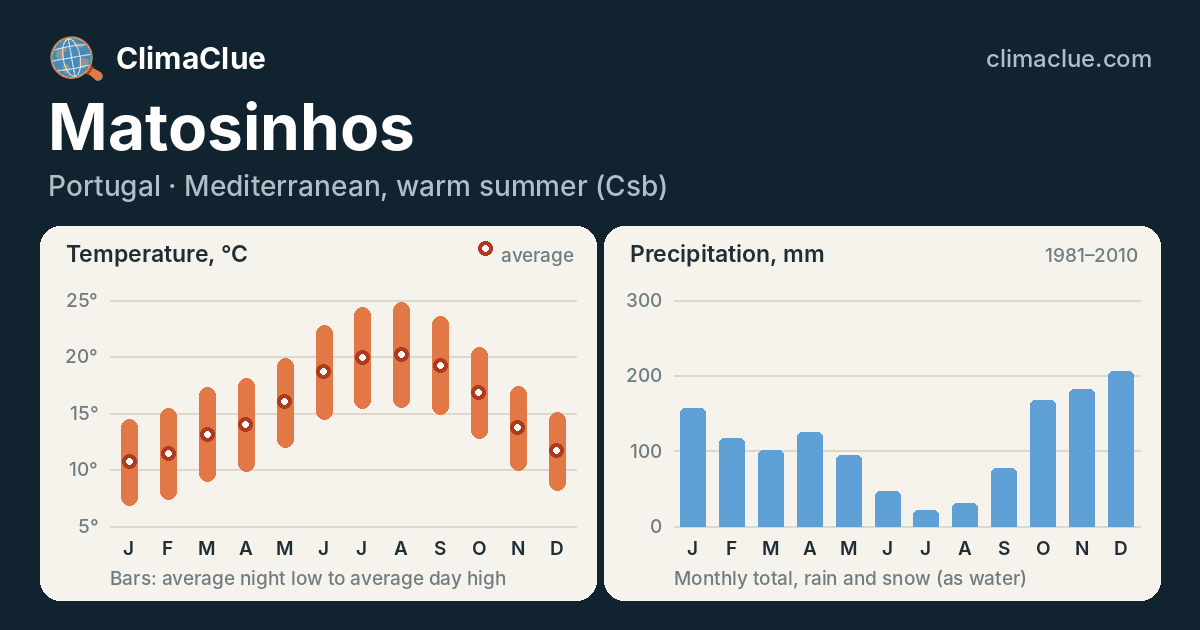 ClimaClue
climaclue.com
Matosinhos
Portugal · Mediterranean, warm summer (Csb)
Temperature, °C
average
25°
20°
15°
10°
5°
J F M A M J J A S O N D
Bars: average night low to average day high
Precipitation, mm
1981–2010
300
200
100
0
J F M A M J J A S O N D
Monthly total, rain and snow (as water)